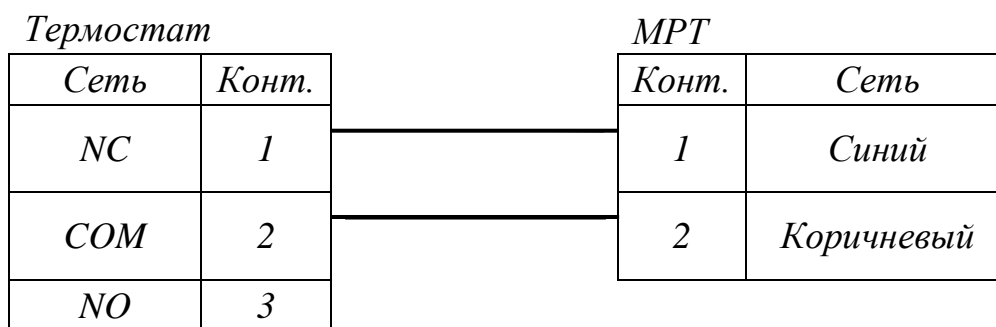 Термостат МРТ
Сеть Конт. Конт. Сеть
NC 1 1 Синий
COM 2 2 Коричневый
NO 3